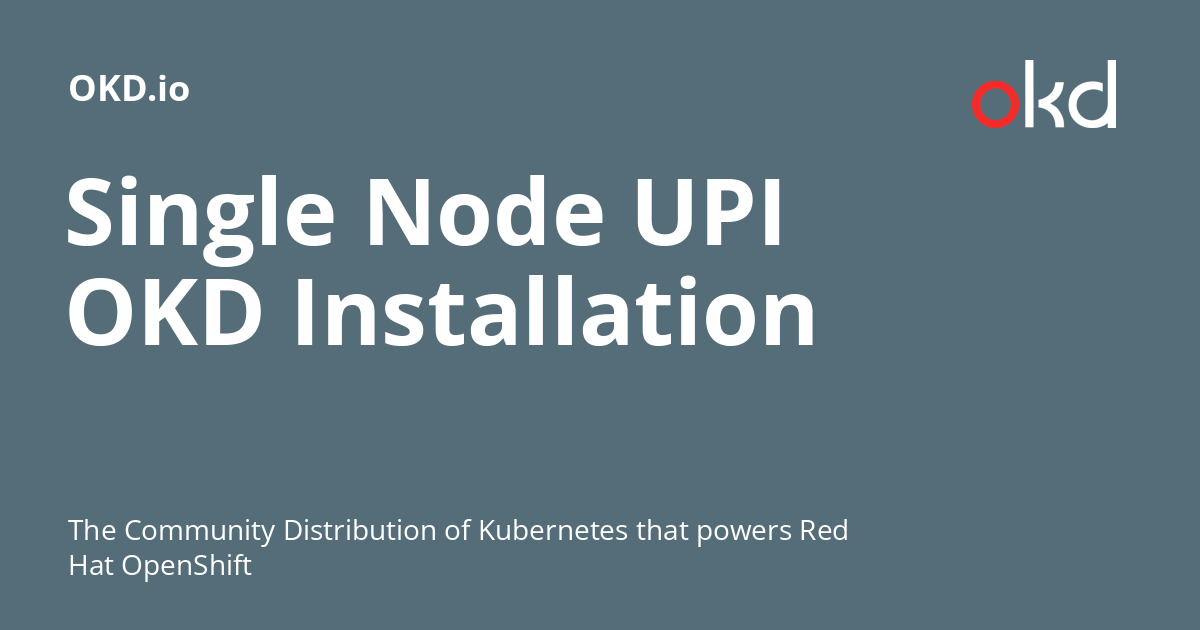 OKD.io
okd
Single Node UPI
OKD Installation
The Community Distribution of Kubernetes that powers Red
Hat OpenShift